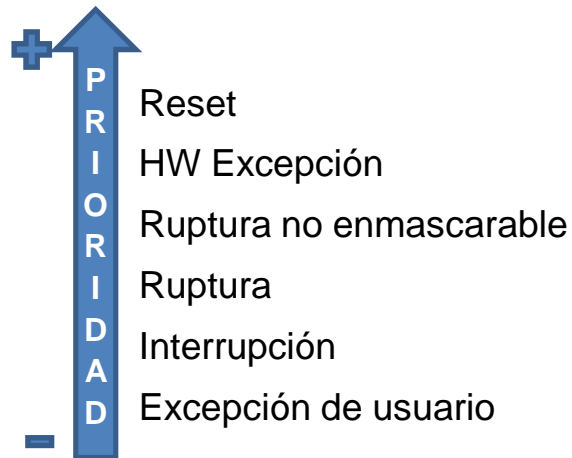 PRIORIDAD
Reset
HW Excepción
Ruptura no enmascarable
Ruptura
Interrupción
Excepción de usuario